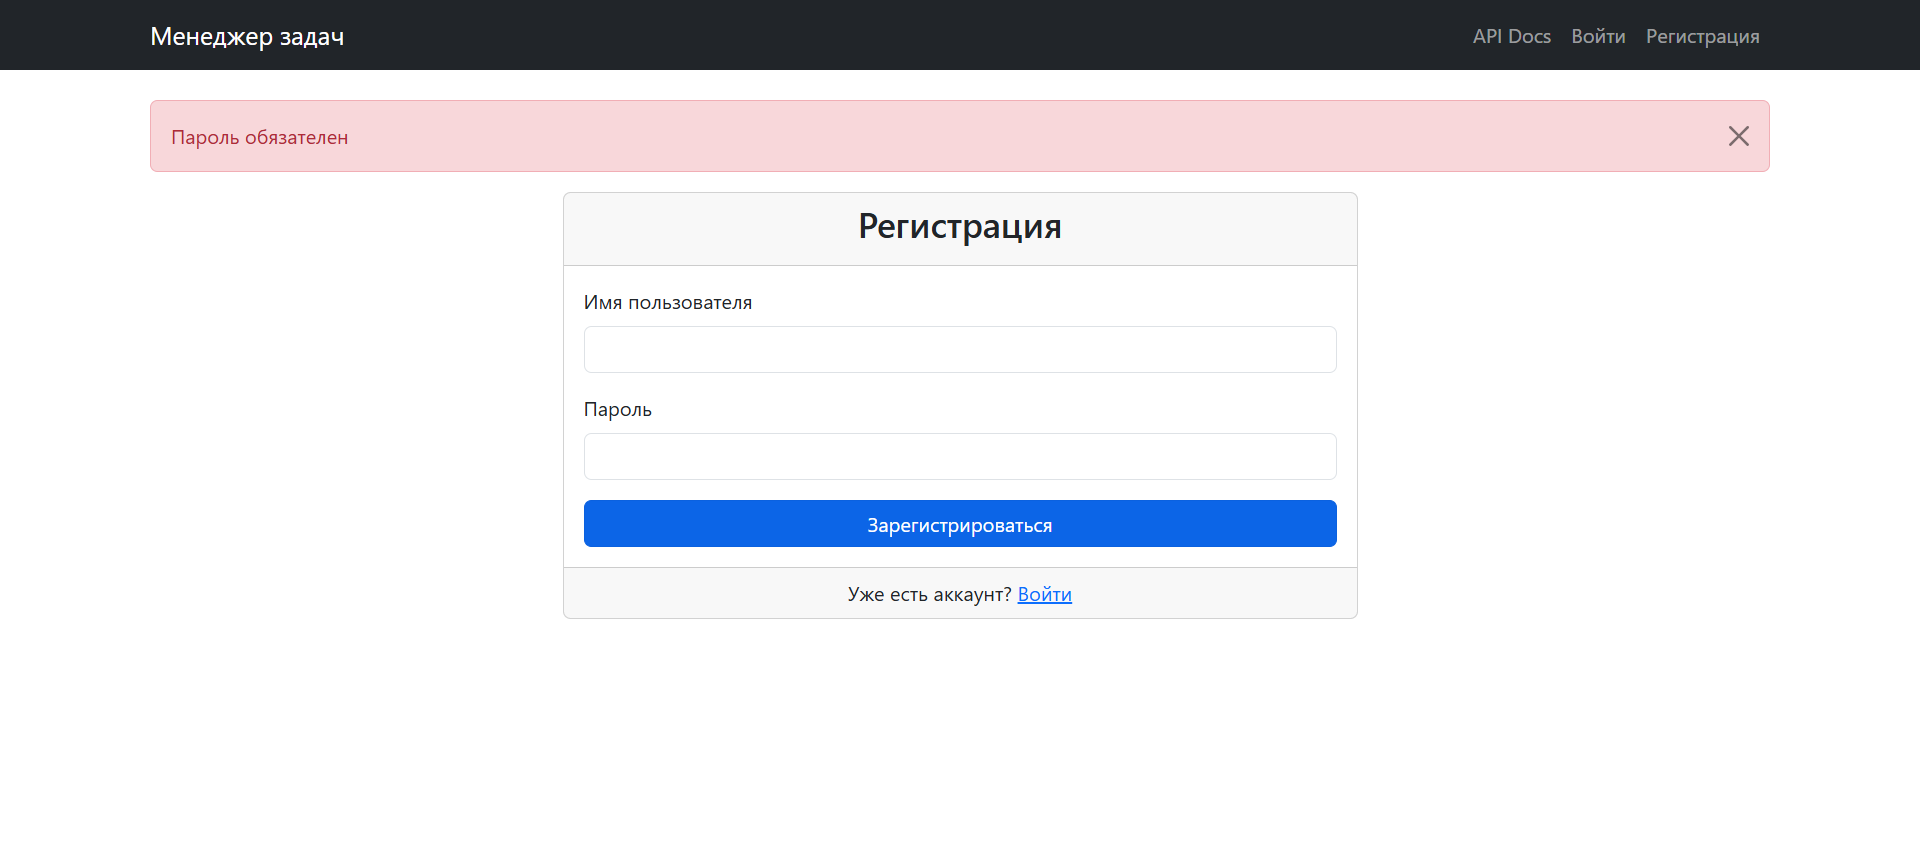 Менеджер задач
API Docs Войти Регистрация
Пароль обязателен
Регистрация
Имя пользователя
Пароль
Зарегистрироваться
Уже есть аккаунт? Войти